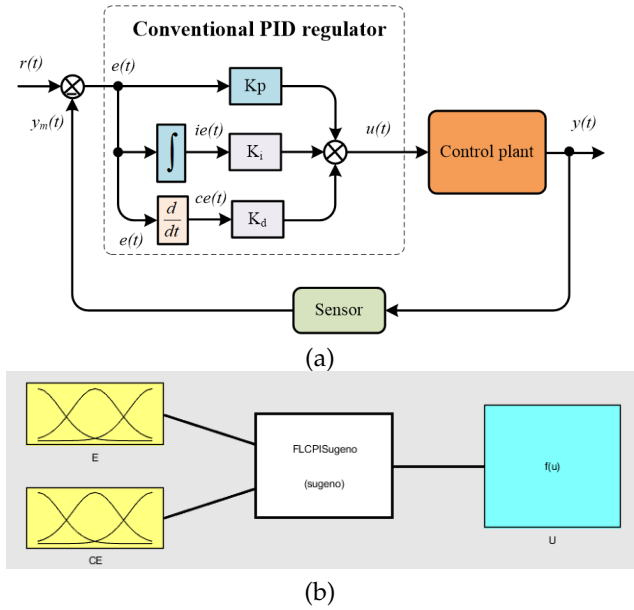 Conventional PID regulator
r(t)
e(t)
Kp
y_m(t)
∫
ie(t)
K_i
u(t)
Control plant
y(t)
d/dt
ce(t)
K_d
e(t)
Sensor
(a)
E
FLCPISugeno
(sugeno)
f(u)
CE
U
(b)